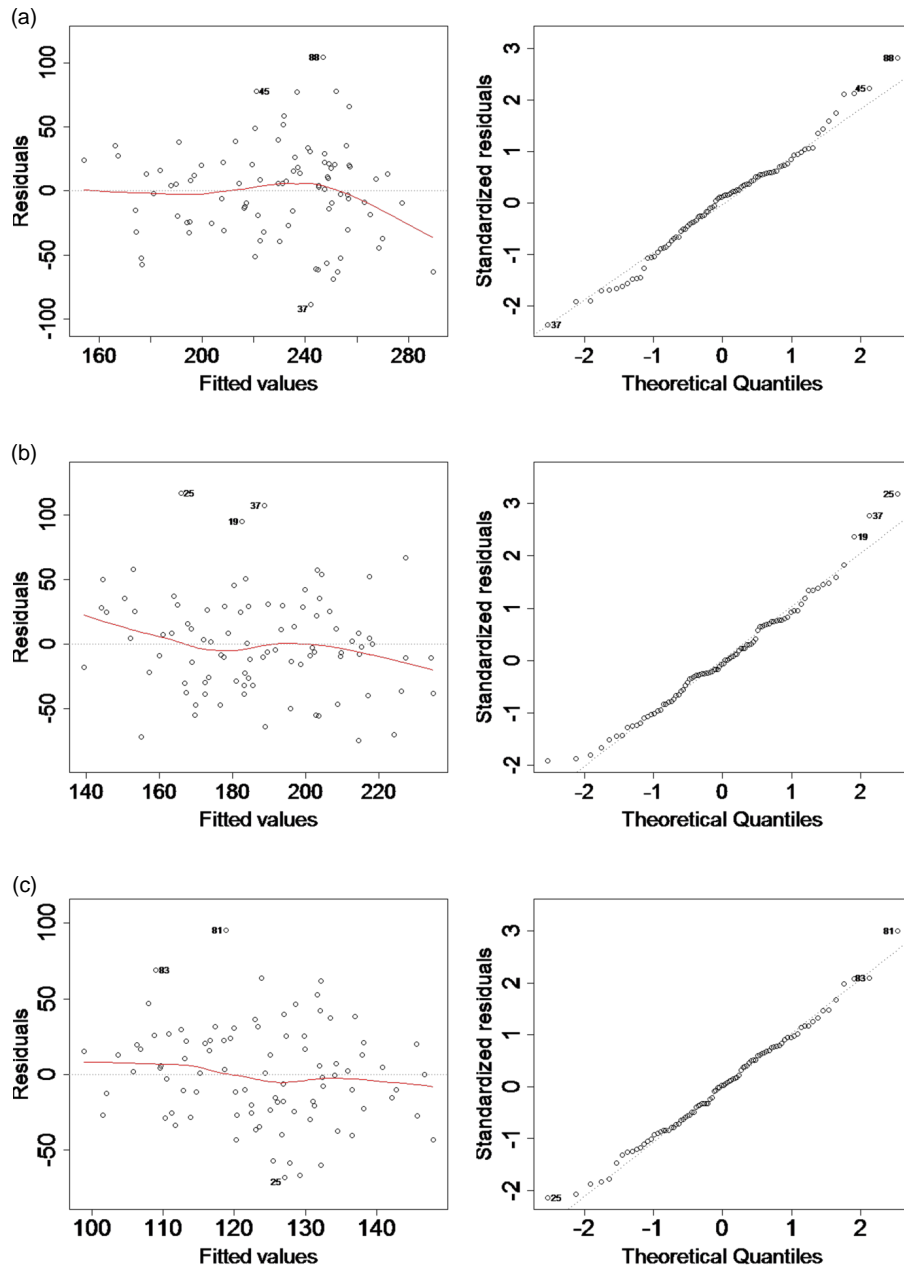 (a)
100
50
0
-50
-100
Residuals
88
45
37
160 200 240 280
Fitted values
3
2
1
0
-1
-2
Standardized residuals
88
45
37
-2 -1 0 1 2
Theoretical Quantiles
(b)
100
50
0
-50
Residuals
25
37
19
140 160 180 200 220
Fitted values
3
2
1
0
-1
-2
Standardized residuals
25
37
19
-2 -1 0 1 2
Theoretical Quantiles
(c)
100
50
0
-50
Residuals
81
83
25
100 110 120 130 140
Fitted values
3
2
1
0
-1
-2
Standardized residuals
81
83
25
-2 -1 0 1 2
Theoretical Quantiles